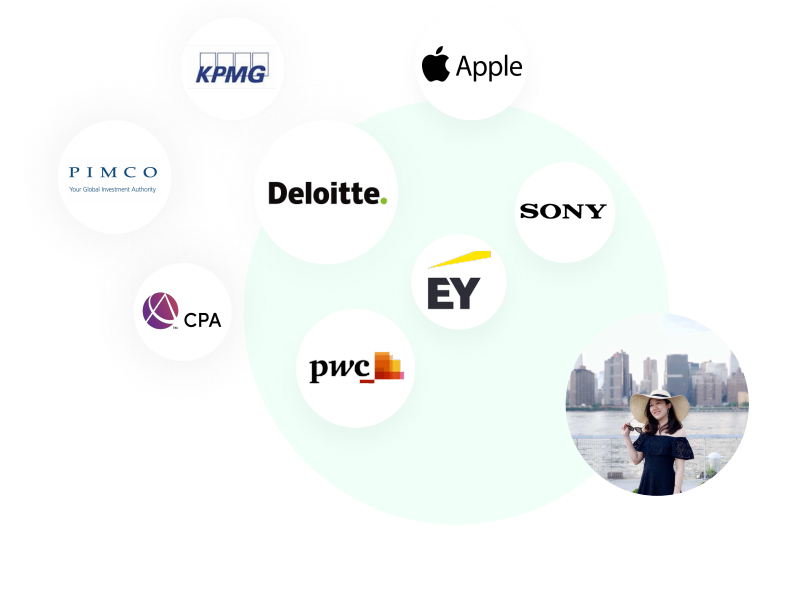 KPMG
Apple
PIMCO
Your Global Investment Authority
Deloitte.
SONY
EY
CPA
pwc